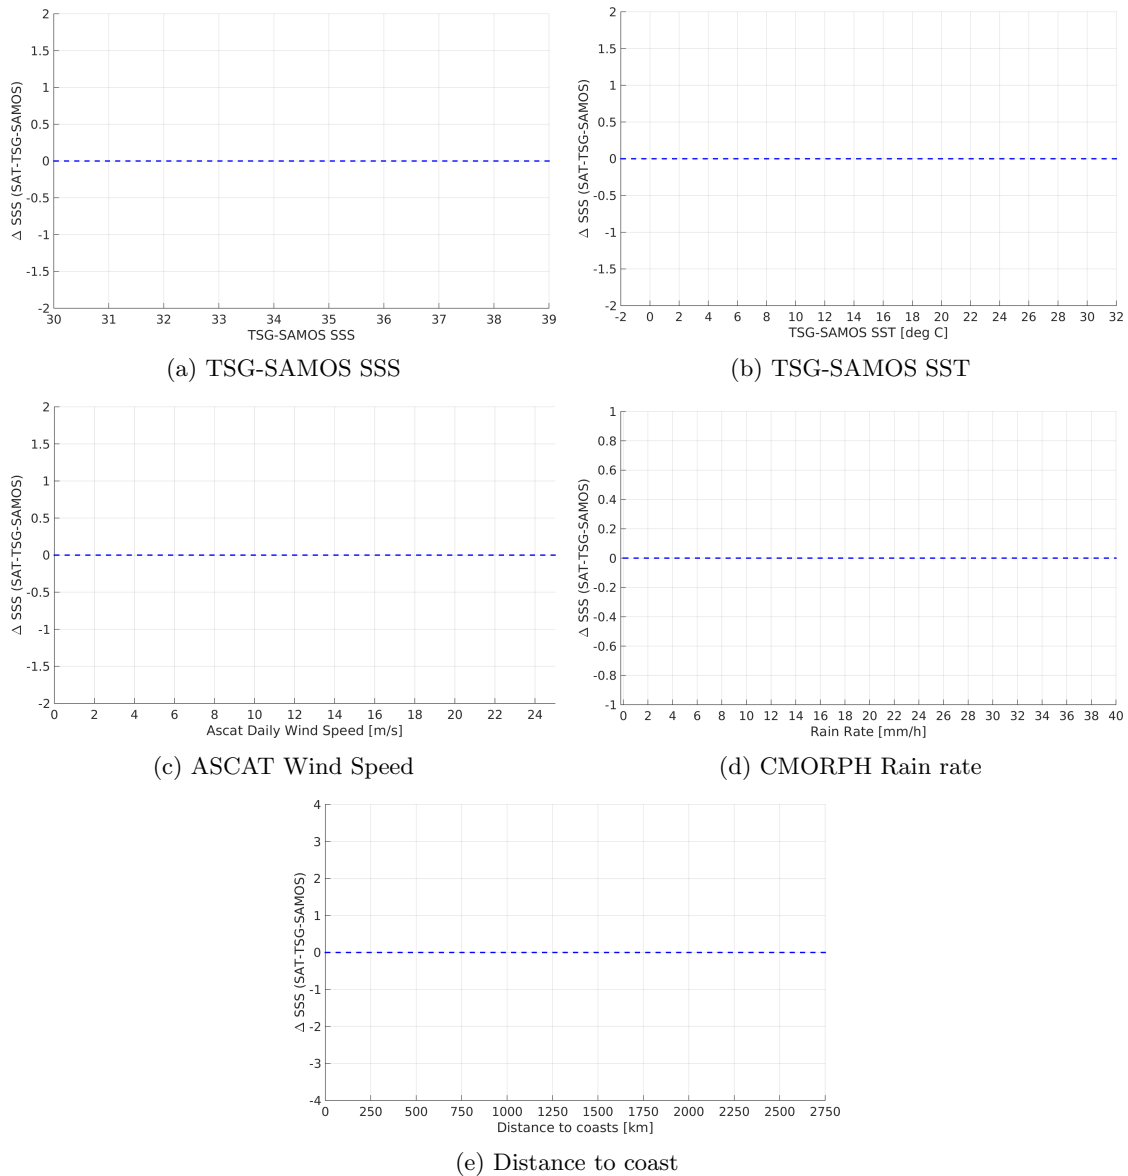 2
1.5
1
0.5
0
-0.5
-1
-1.5
-2
Δ SSS (SAT-TSG-SAMOS)
30 31 32 33 34 35 36 37 38 39
TSG-SAMOS SSS
(a) TSG-SAMOS SSS
2
1.5
1
0.5
0
-0.5
-1
-1.5
-2
Δ SSS (SAT-TSG-SAMOS)
-2 0 2 4 6 8 10 12 14 16 18 20 22 24 26 28 30 32
TSG-SAMOS SST [deg C]
(b) TSG-SAMOS SST
2
1.5
1
0.5
0
-0.5
-1
-1.5
-2
Δ SSS (SAT-TSG-SAMOS)
0 2 4 6 8 10 12 14 16 18 20 22 24
Ascat Daily Wind Speed [m/s]
(c) ASCAT Wind Speed
1
0.8
0.6
0.4
0.2
0
-0.2
-0.4
-0.6
-0.8
-1
Δ SSS (SAT-TSG-SAMOS)
0 2 4 6 8 10 12 14 16 18 20 22 24 26 28 30 32 34 36 38 40
Rain Rate [mm/h]
(d) CMORPH Rain rate
4
3
2
1
0
-1
-2
-3
-4
Δ SSS (SAT-TSG-SAMOS)
0 250 500 750 1000 1250 1500 1750 2000 2250 2500 2750
Distance to coasts [km]
(e) Distance to coast